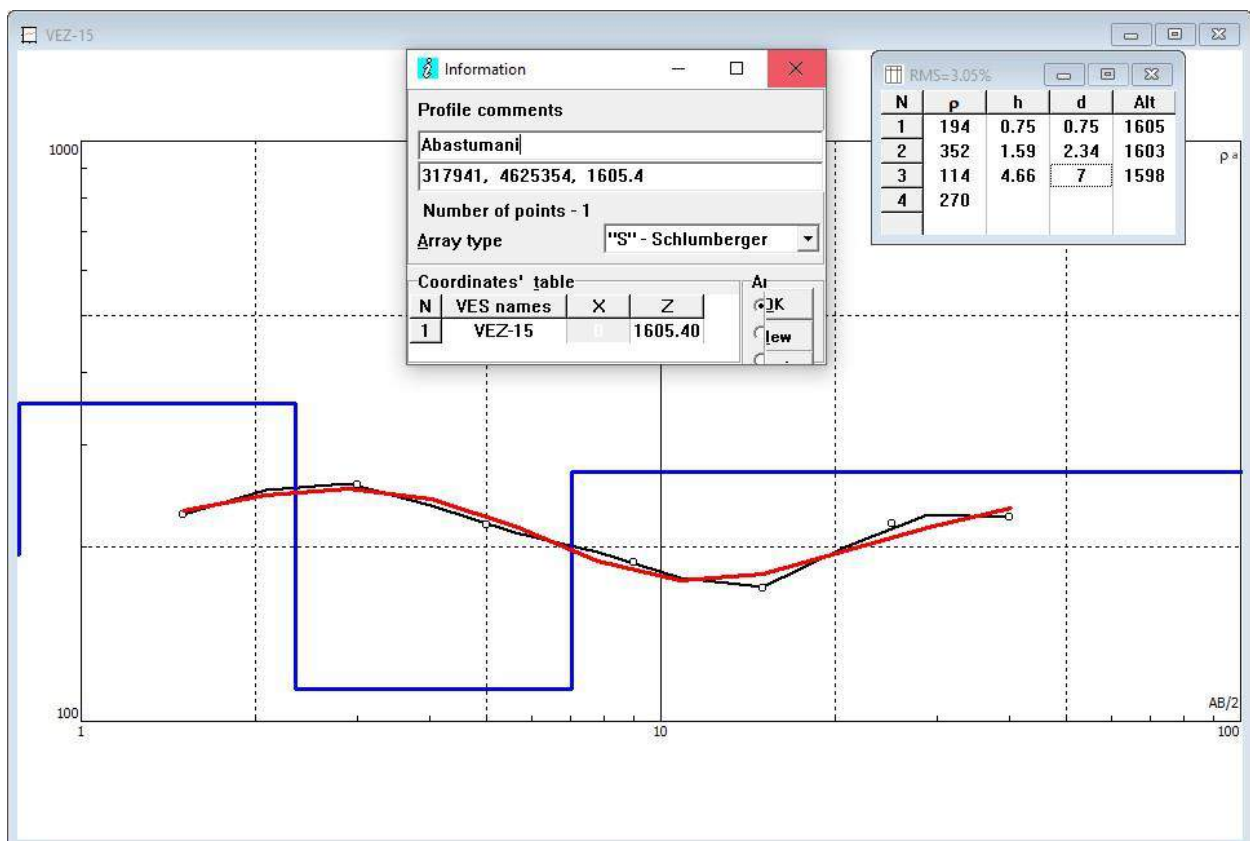 VEZ-15
Information
Profile comments
Abastumani
317941, 4625354, 1605.4
Number of points - 1
Array type "S" - Schlumberger
Coordinates' table
N VES names X Z
1 VEZ-15 0 1605.40
OK
RMS=3.05%
N ρ h d Alt
1 194 0.75 0.75 1605
2 352 1.59 2.34 1603
3 114 4.66 7 1598
4 270
1000
ρ a
100
AB/2
1 10 100